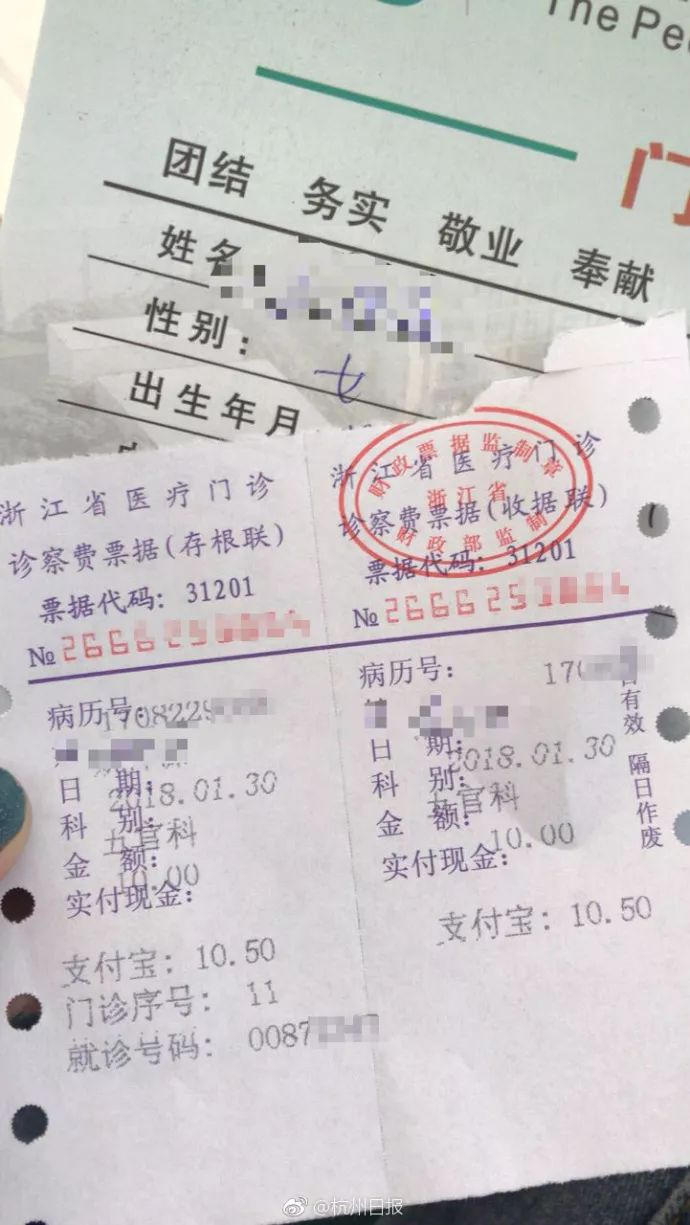 The Peo
门
团结 务实 敬业 奉献
姓名
性别: 女
出生年月
浙江省医疗门诊
诊察费票据(存根联)
票据代码: 31201
№ 266625
病历号: 1708229
日 期: 2018.01.30
科 别: 五官科
金 额: 10.00
实付现金:
支付宝: 10.50
门诊序号: 11
就诊号码: 0087
浙江省医疗门诊
诊察费票据(收据联)
票据代码: 31201
№ 266625
财政票据监制章
浙江省
财政部监制
病历号: 170
日 期: 2018.01.30
科 别: 五官科
金 额: 10.00
实付现金:
支付宝: 10.50
日有效 隔日作废
@杭州日报